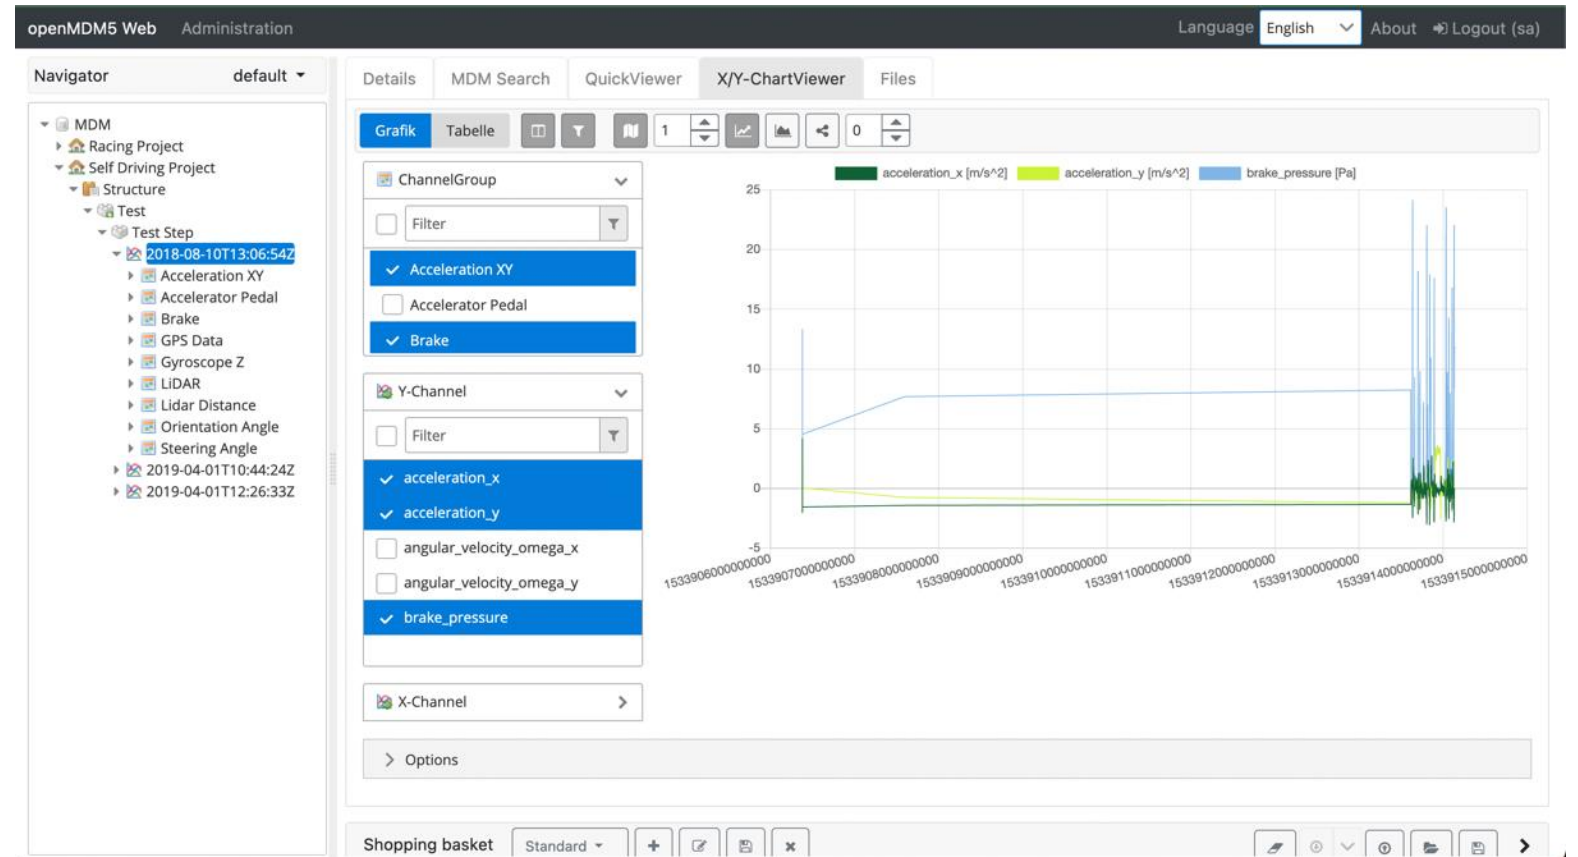 openMDM5 Web Administration Language English About Logout (sa)
Navigator default
Details MDM Search QuickViewer X/Y-ChartViewer Files
MDM
Racing Project
Self Driving Project
Structure
Test
Test Step
2018-08-10T13:06:54Z
Acceleration XY
Accelerator Pedal
Brake
GPS Data
Gyroscope Z
LiDAR
Lidar Distance
Orientation Angle
Steering Angle
2019-04-01T10:44:24Z
2019-04-01T12:26:33Z
Grafik Tabelle 1 0
ChannelGroup
Filter
Acceleration XY
Accelerator Pedal
Brake
Y-Channel
Filter
acceleration_x
acceleration_y
angular_velocity_omega_x
angular_velocity_omega_y
brake_pressure
X-Channel
acceleration_x [m/s^2] acceleration_y [m/s^2] brake_pressure [Pa]
25
20
15
10
5
0
-5
1533906000000000 1533907000000000 1533908000000000 1533909000000000 1533910000000000 1533911000000000 1533912000000000 1533913000000000 1533914000000000 1533915000000000
Options
Shopping basket Standard